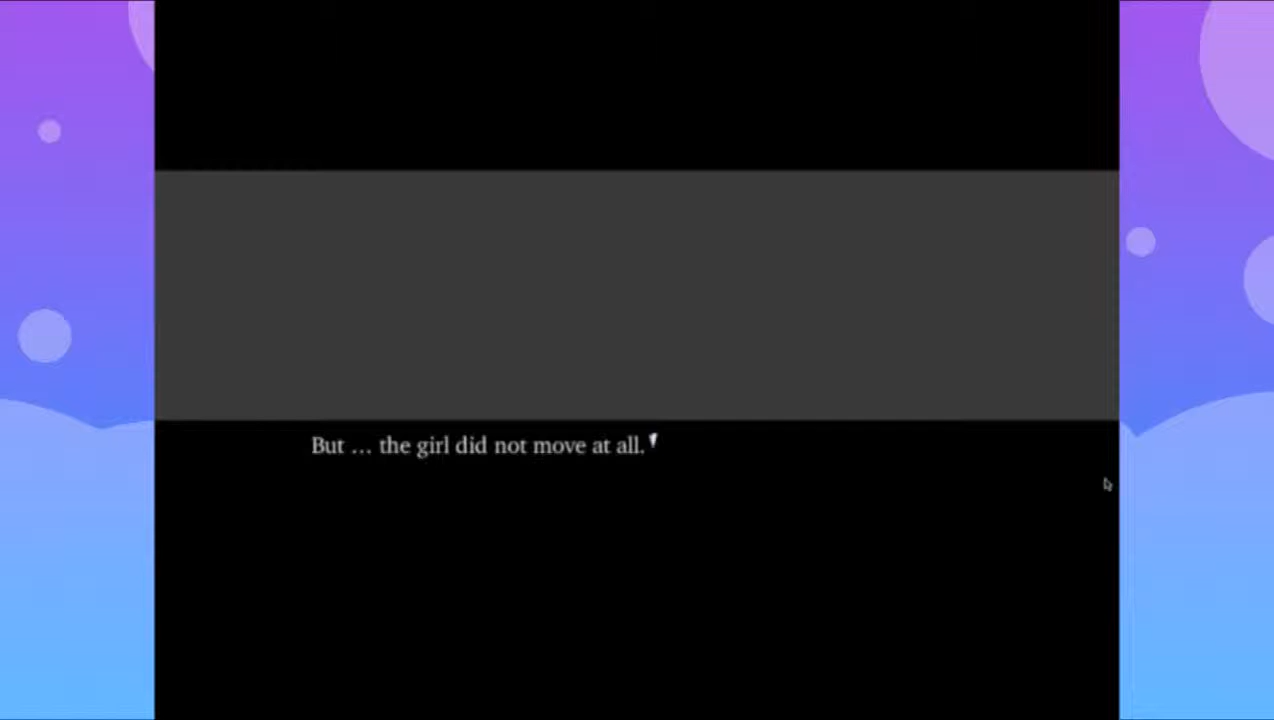 But … the girl did not move at all.